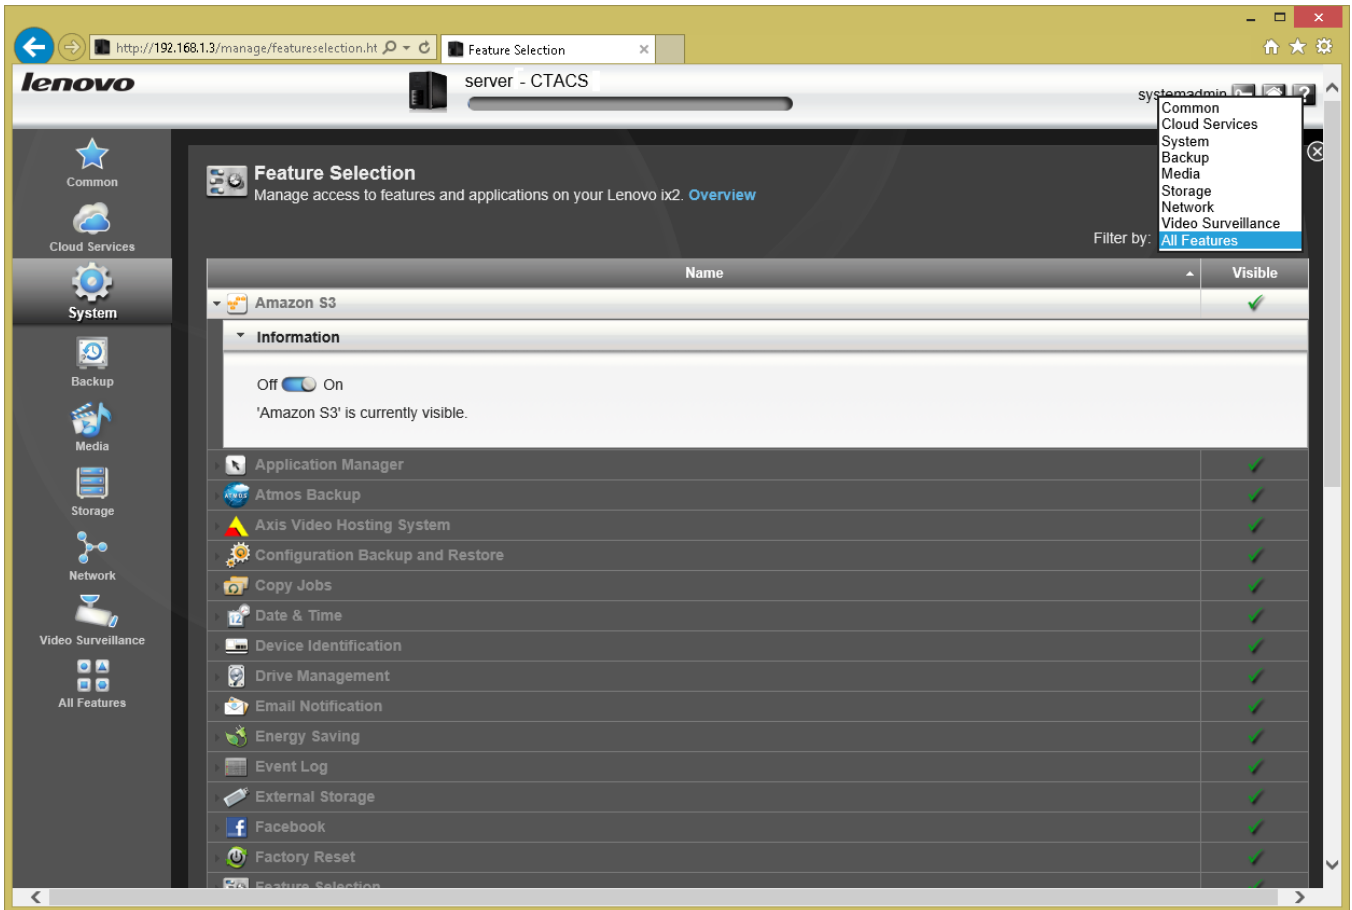 http://192.168.1.3/manage/featureselection.ht
Feature Selection
lenovo
server - CTACS
systemadmin
?
Common
Cloud Services
System
Backup
Media
Storage
Network
Video Surveillance
All Features
Common
Cloud Services
System
Backup
Media
Storage
Network
Video Surveillance
All Features
Feature Selection
Manage access to features and applications on your Lenovo ix2. Overview
Filter by:
Name Visible
Amazon S3
Information
Off On
'Amazon S3' is currently visible.
Application Manager
ATMOS Atmos Backup
Axis Video Hosting System
Configuration Backup and Restore
Copy Jobs
12 Date & Time
Device Identification
Drive Management
Email Notification
Energy Saving
Event Log
External Storage
f Facebook
Factory Reset
Feature Selection